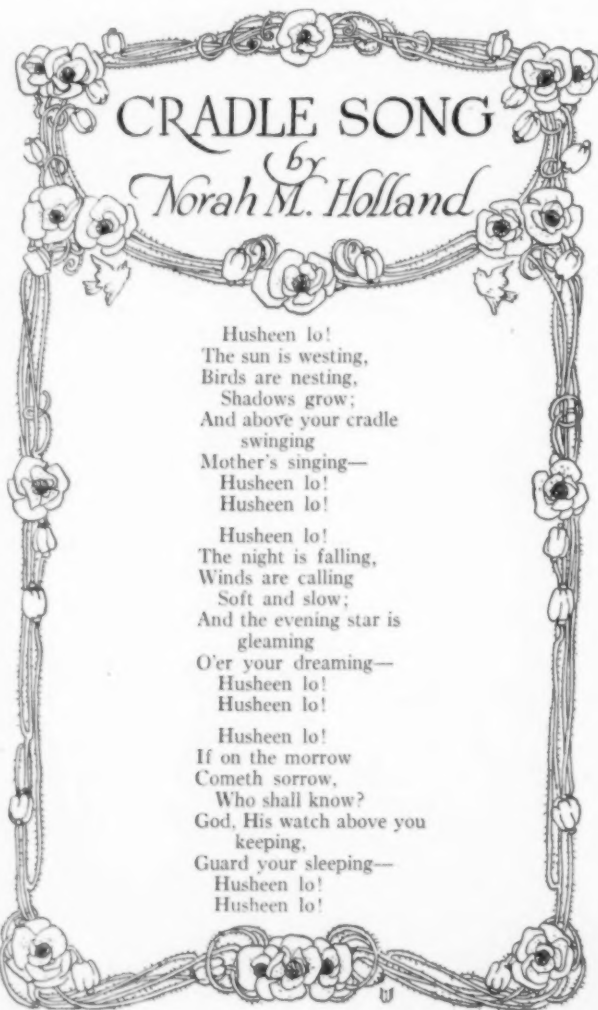 CRADLE SONG
by
Norah M. Holland
Husheen lo!
The sun is westing,
Birds are nesting,
Shadows grow;
And above your cradle
swinging
Mother's singing—
Husheen lo!
Husheen lo!
Husheen lo!
The night is falling,
Winds are calling
Soft and slow;
And the evening star is
gleaming
O'er your dreaming—
Husheen lo!
Husheen lo!
Husheen lo!
If on the morrow
Cometh sorrow,
Who shall know?
God, His watch above you
keeping,
Guard your sleeping—
Husheen lo!
Husheen lo!